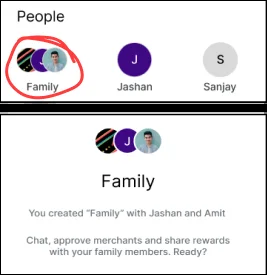 People
J
J
S
Family
Jashan
Sanjay
J
Family
You created "Family" with Jashan and Amit
Chat, approve merchants and share rewards
with your family members. Ready?